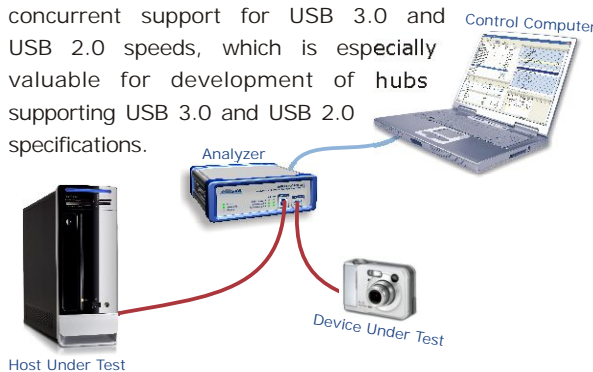 concurrent support for USB 3.0 and
USB 2.0 speeds, which is especially
valuable for development of hubs
supporting USB 3.0 and USB 2.0
specifications.
Control Computer
Analyzer
Device Under Test
Host Under Test